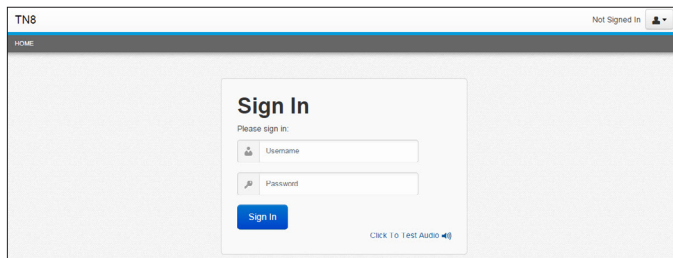 TN8
Not Signed In
HOME
Sign In
Please sign in:
Username
Password
Sign In
Click To Test Audio